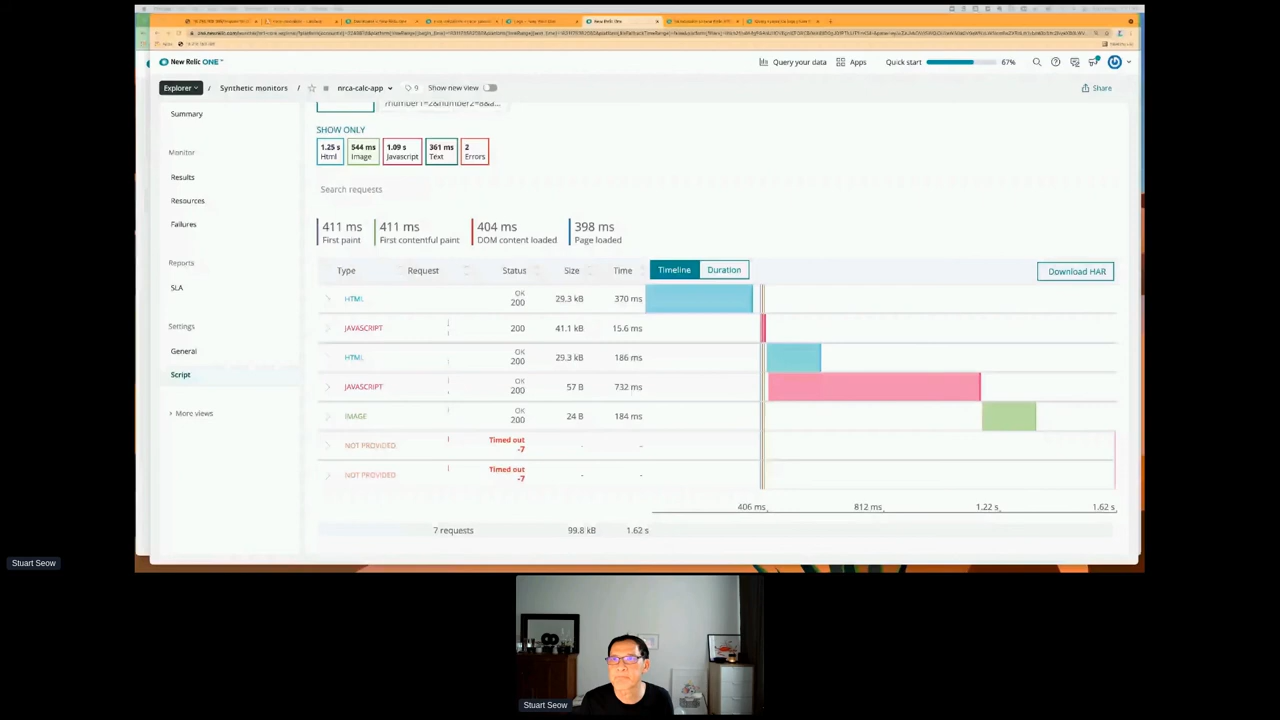 New Relic ONE™
Query your data
Apps
Quick start
67%
Explorer
/
Synthetic monitors
/
nrca-calc-app
9
Show new view
Share
number1=2&number2=8&a...
Summary
Monitor
Results
Resources
Failures
Reports
SLA
Settings
General
Script
More views
SHOW ONLY
1.25 s 544 ms 1.09 s 361 ms 2
Html Image Javascript Text Errors
Search requests
411 ms 411 ms 404 ms 398 ms
First paint First contentful paint DOM content loaded Page loaded
Type Request Status Size Time Timeline Duration Download HAR
HTML OK 200 29.3 kB 370 ms
JAVASCRIPT 200 41.1 kB 15.6 ms
HTML OK 200 29.3 kB 186 ms
JAVASCRIPT OK 200 57 B 732 ms
IMAGE OK 200 24 B 184 ms
NOT PROVIDED Timed out -7 - -
NOT PROVIDED Timed out -7 - -
406 ms 812 ms 1.22 s 1.62 s
7 requests 99.8 kB 1.62 s
Stuart Seow
Stuart Seow